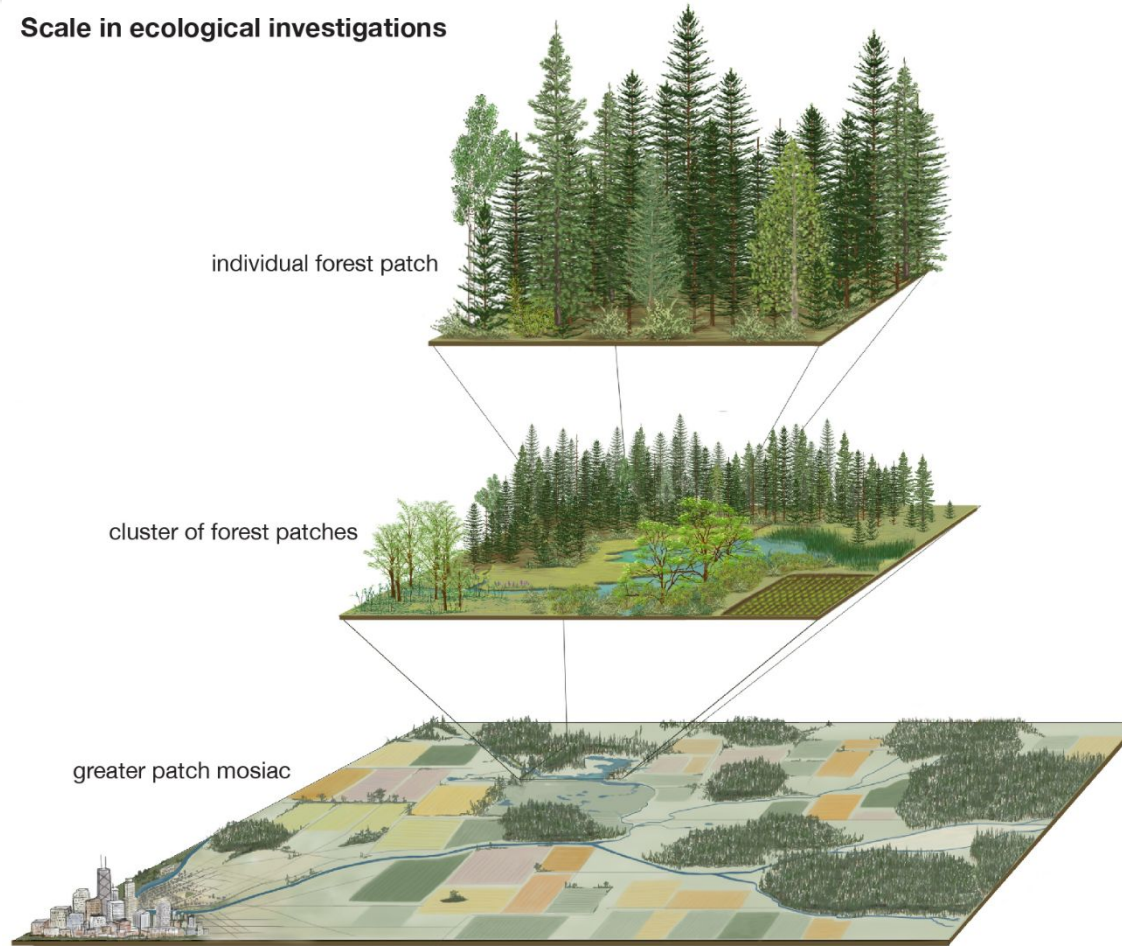 Scale in ecological investigations
individual forest patch
cluster of forest patches
greater patch mosiac